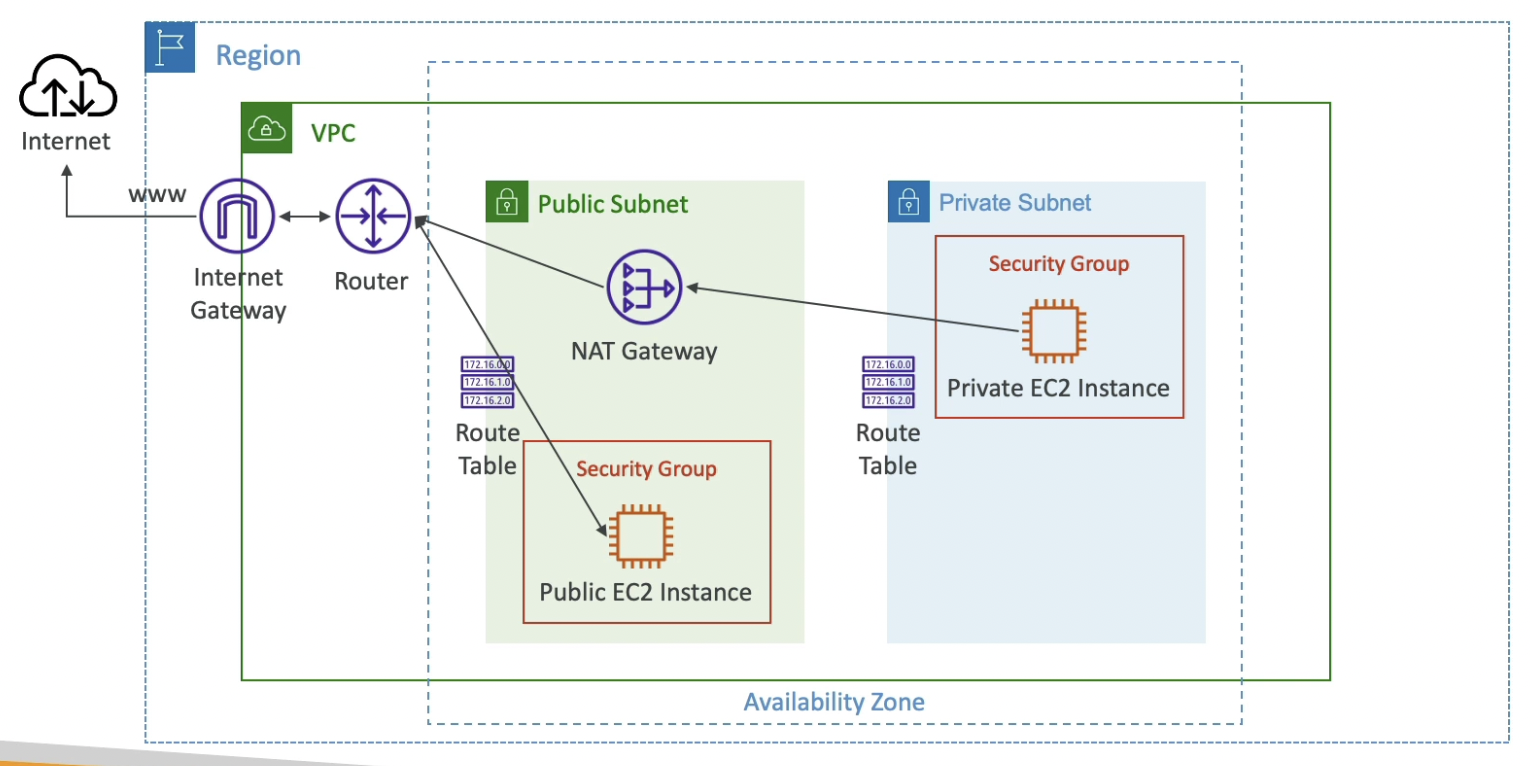 Region
Internet
VPC
www
Internet
Gateway
Router
Public Subnet
NAT Gateway
172.16.0.0
172.16.1.0
172.16.2.0
Route
Table
Security Group
Public EC2 Instance
Private Subnet
Security Group
Private EC2 Instance
172.16.0.0
172.16.1.0
172.16.2.0
Route
Table
Availability Zone